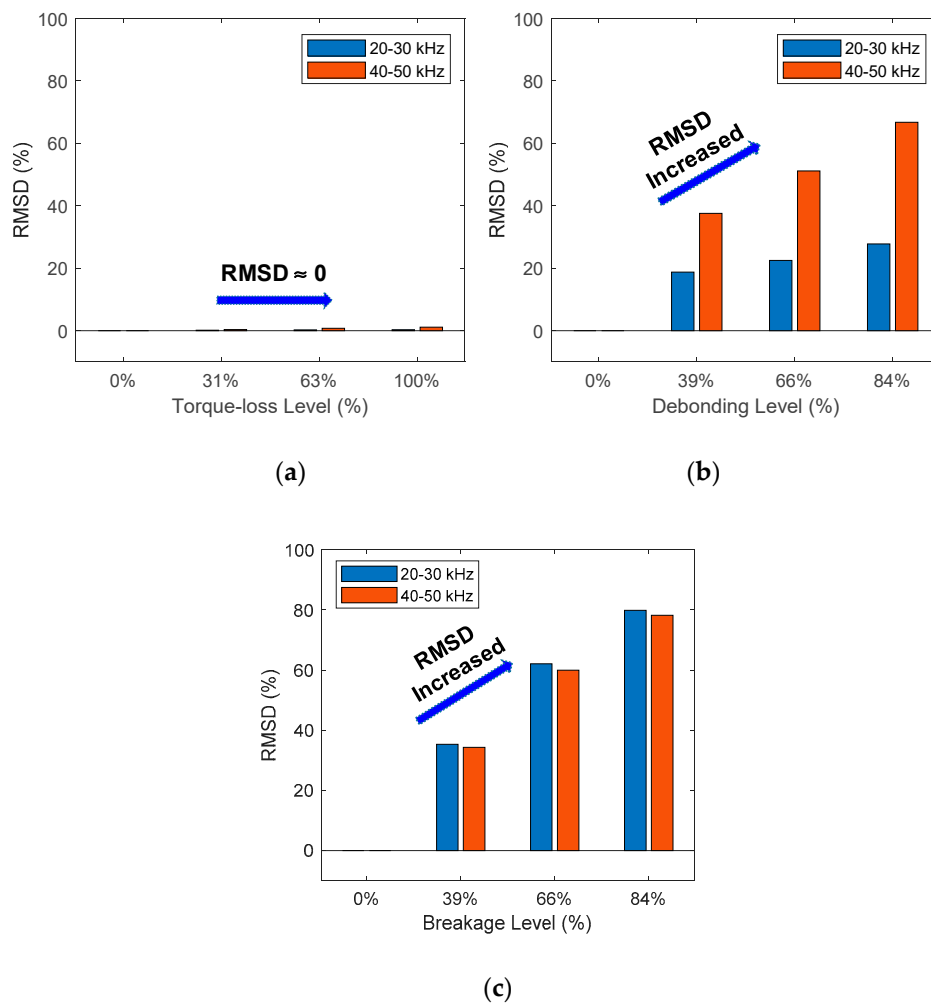 100
80
60
40
20
0
RMSD (%)
20-30 kHz
40-50 kHz
RMSD ≈ 0
0% 31% 63% 100%
Torque-loss Level (%)
(a)
100
80
60
40
20
0
RMSD (%)
20-30 kHz
40-50 kHz
RMSD
Increased
0% 39% 66% 84%
Debonding Level (%)
(b)
100
80
60
40
20
0
RMSD (%)
20-30 kHz
40-50 kHz
RMSD
Increased
0% 39% 66% 84%
Breakage Level (%)
(c)